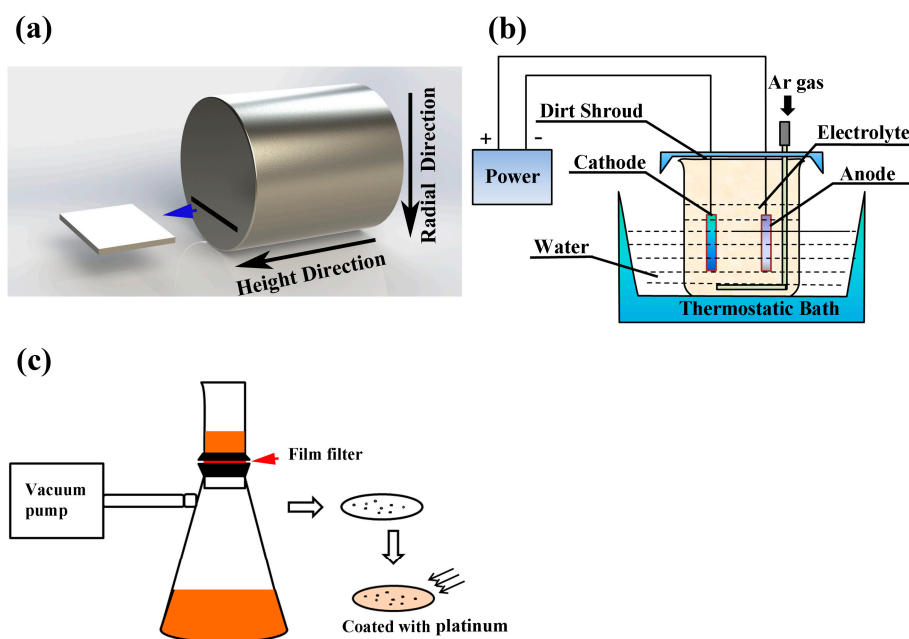 (a)
Radial Direction
Height Direction
(b)
Ar gas
Dirt Shroud
Electrolyte
+
-
Cathode
Anode
Power
Water
Thermostatic Bath
(c)
Film filter
Vacuum
pump
Coated with platinum